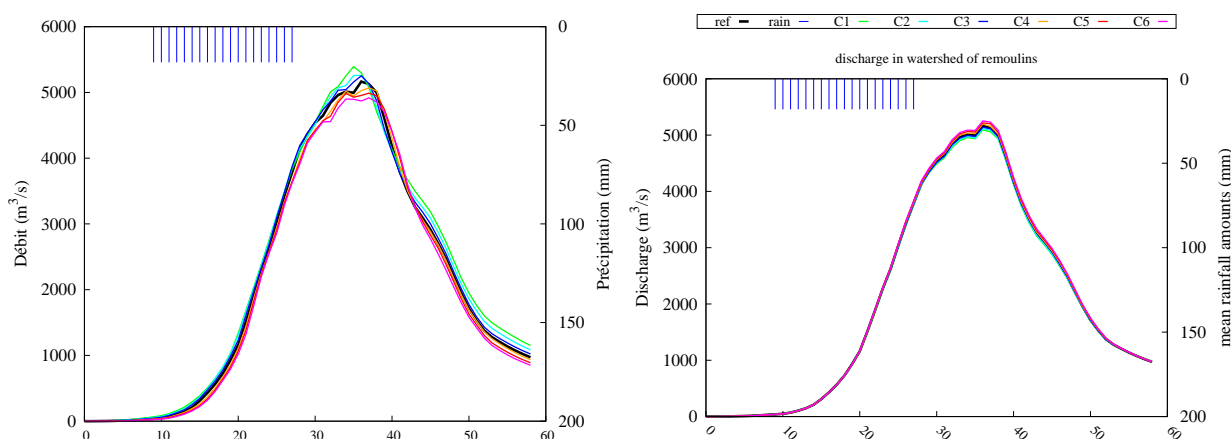 ref rain C1 C2 C3 C4 C5 C6
discharge in watershed of remoulins
6000 0
5000
50
4000
3000 100
2000
150
1000
0 200
0 10 20 30 40 50 60
Débit (m³/s)
Précipitation (mm)
6000 0
5000
50
4000
3000 100
2000
150
1000
0 200
0 10 20 30 40 50 60
Discharge (m³/s)
mean rainfall amounts (mm)